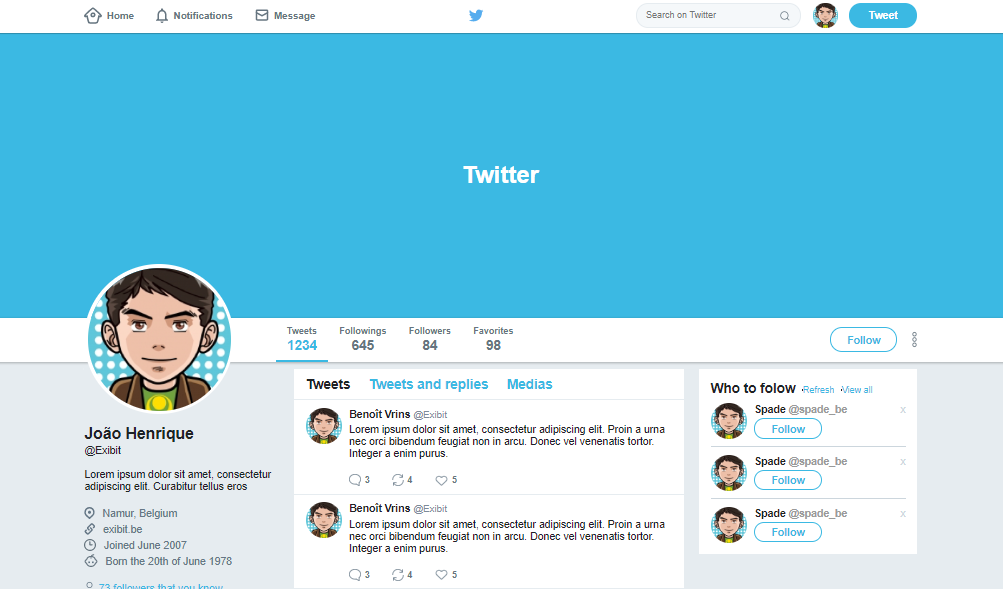 Home Notifications Message Search on Twitter Tweet
Twitter
Tweets Followings Followers Favorites
1234 645 84 98
Follow
João Henrique
@Exibit
Lorem ipsum dolor sit amet, consectetur
adipiscing elit. Curabitur tellus eros
Namur, Belgium
exibit.be
Joined June 2007
Born the 20th of June 1978
73 followers that you know
Tweets Tweets and replies Medias
Benoît Vrins @Exibit
Lorem ipsum dolor sit amet, consectetur adipiscing elit. Proin a urna
nec orci bibendum feugiat non in arcu. Donec vel venenatis tortor.
Integer a enim purus.
3 4 5
Benoît Vrins @Exibit
Lorem ipsum dolor sit amet, consectetur adipiscing elit. Proin a urna
nec orci bibendum feugiat non in arcu. Donec vel venenatis tortor.
Integer a enim purus.
3 4 5
Who to folow ·Refresh ·View all
Spade @spade_be x
Follow
Spade @spade_be x
Follow
Spade @spade_be x
Follow